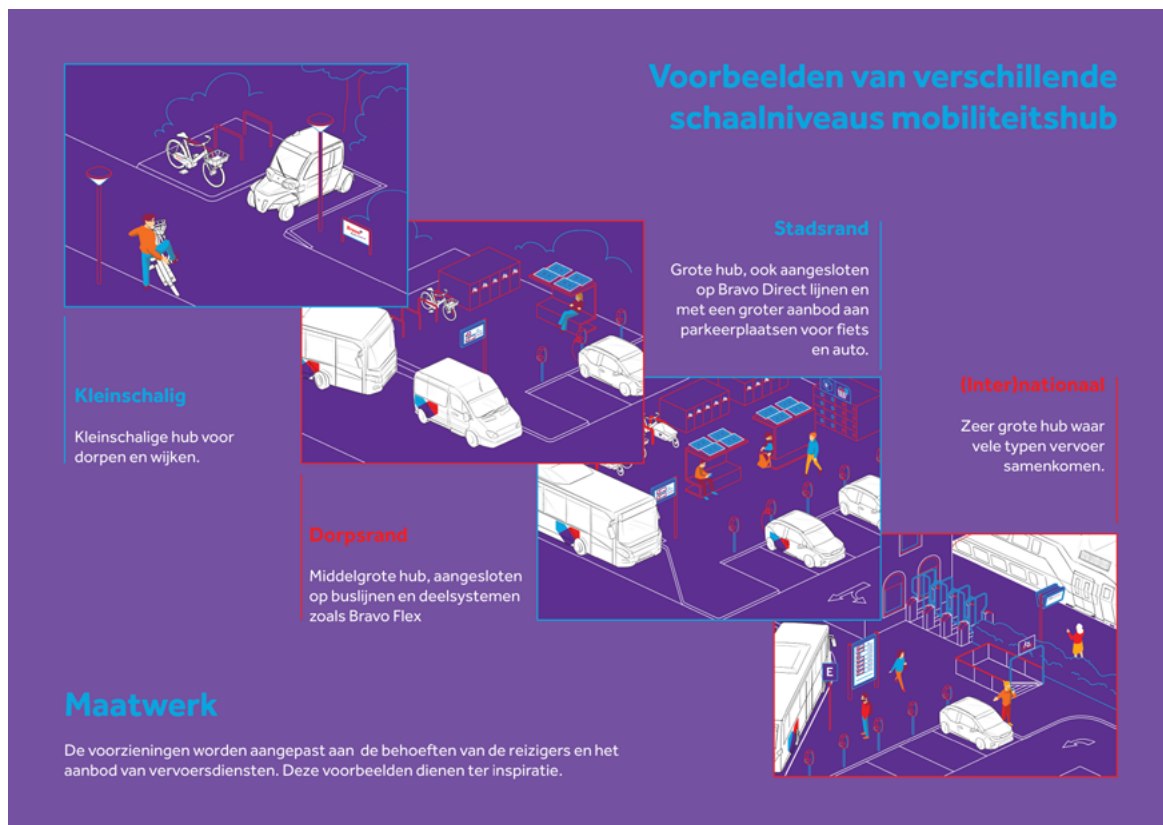 Voorbeelden van verschillende
schaalniveaus mobiliteitshub
Kleinschalig
Kleinschalige hub voor
dorpen en wijken.
Dorpsrand
Middelgrote hub, aangesloten
op buslijnen en deelsystemen
zoals Bravo Flex
Stadsrand
Grote hub, ook aangesloten
op Bravo Direct lijnen en
met een groter aanbod aan
parkeerplaatsen voor fiets
en auto.
(Inter)nationaal
Zeer grote hub waar
vele typen vervoer
samenkomen.
E
Maatwerk
De voorzieningen worden aangepast aan de behoeften van de reizigers en het
aanbod van vervoersdiensten. Deze voorbeelden dienen ter inspiratie.